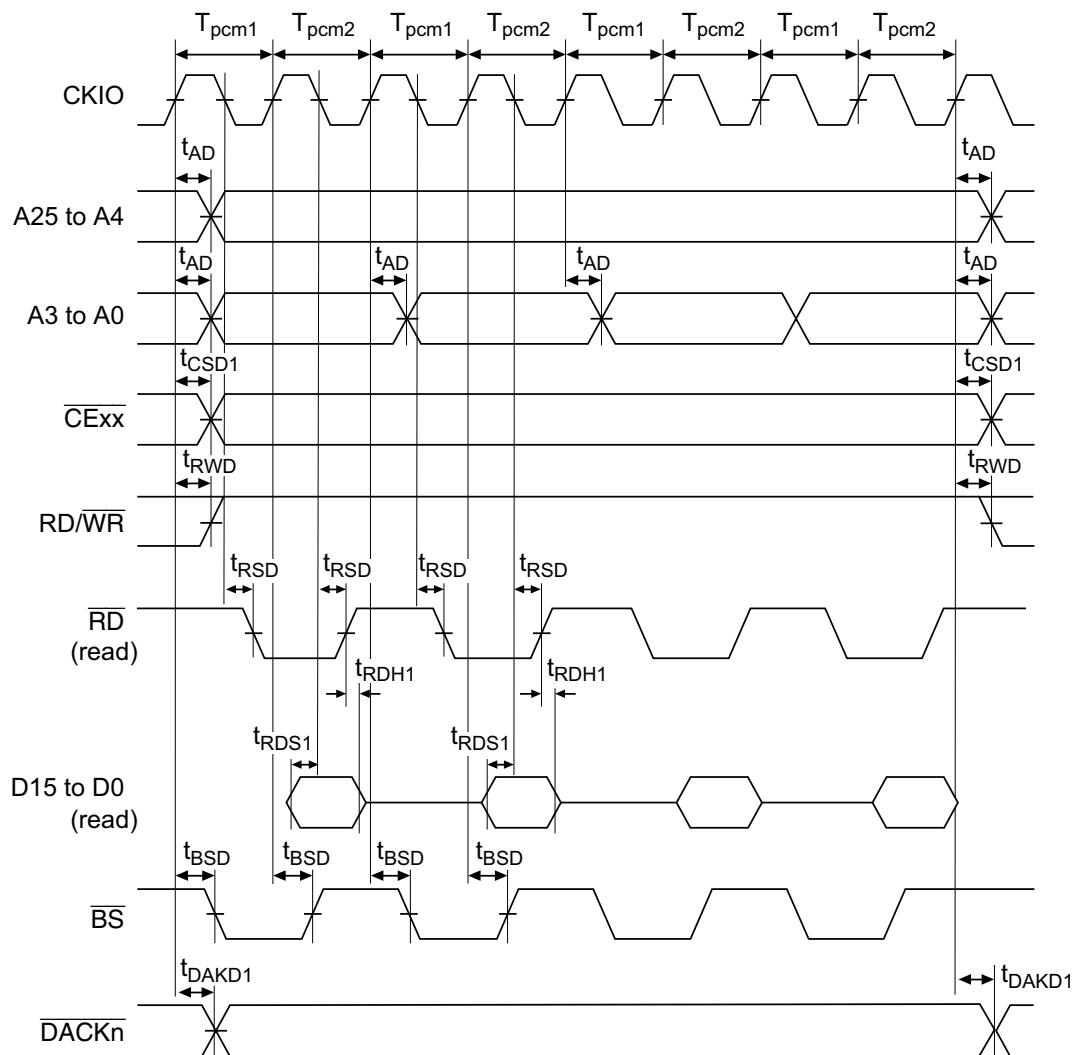 Tpcm1 Tpcm2 Tpcm1 Tpcm2 Tpcm1 Tpcm2 Tpcm1 Tpcm2
CKIO
tAD tAD
A25 to A4
tAD tAD tAD tAD
A3 to A0
tCSD1 tCSD1
CExx
tRWD tRWD
RD/WR
tRSD tRSD tRSD tRSD
RD
(read)
tRDH1 tRDH1
tRDS1 tRDS1
D15 to D0
(read)
tBSD tBSD tBSD tBSD
BS
tDAKD1 tDAKD1
DACKn